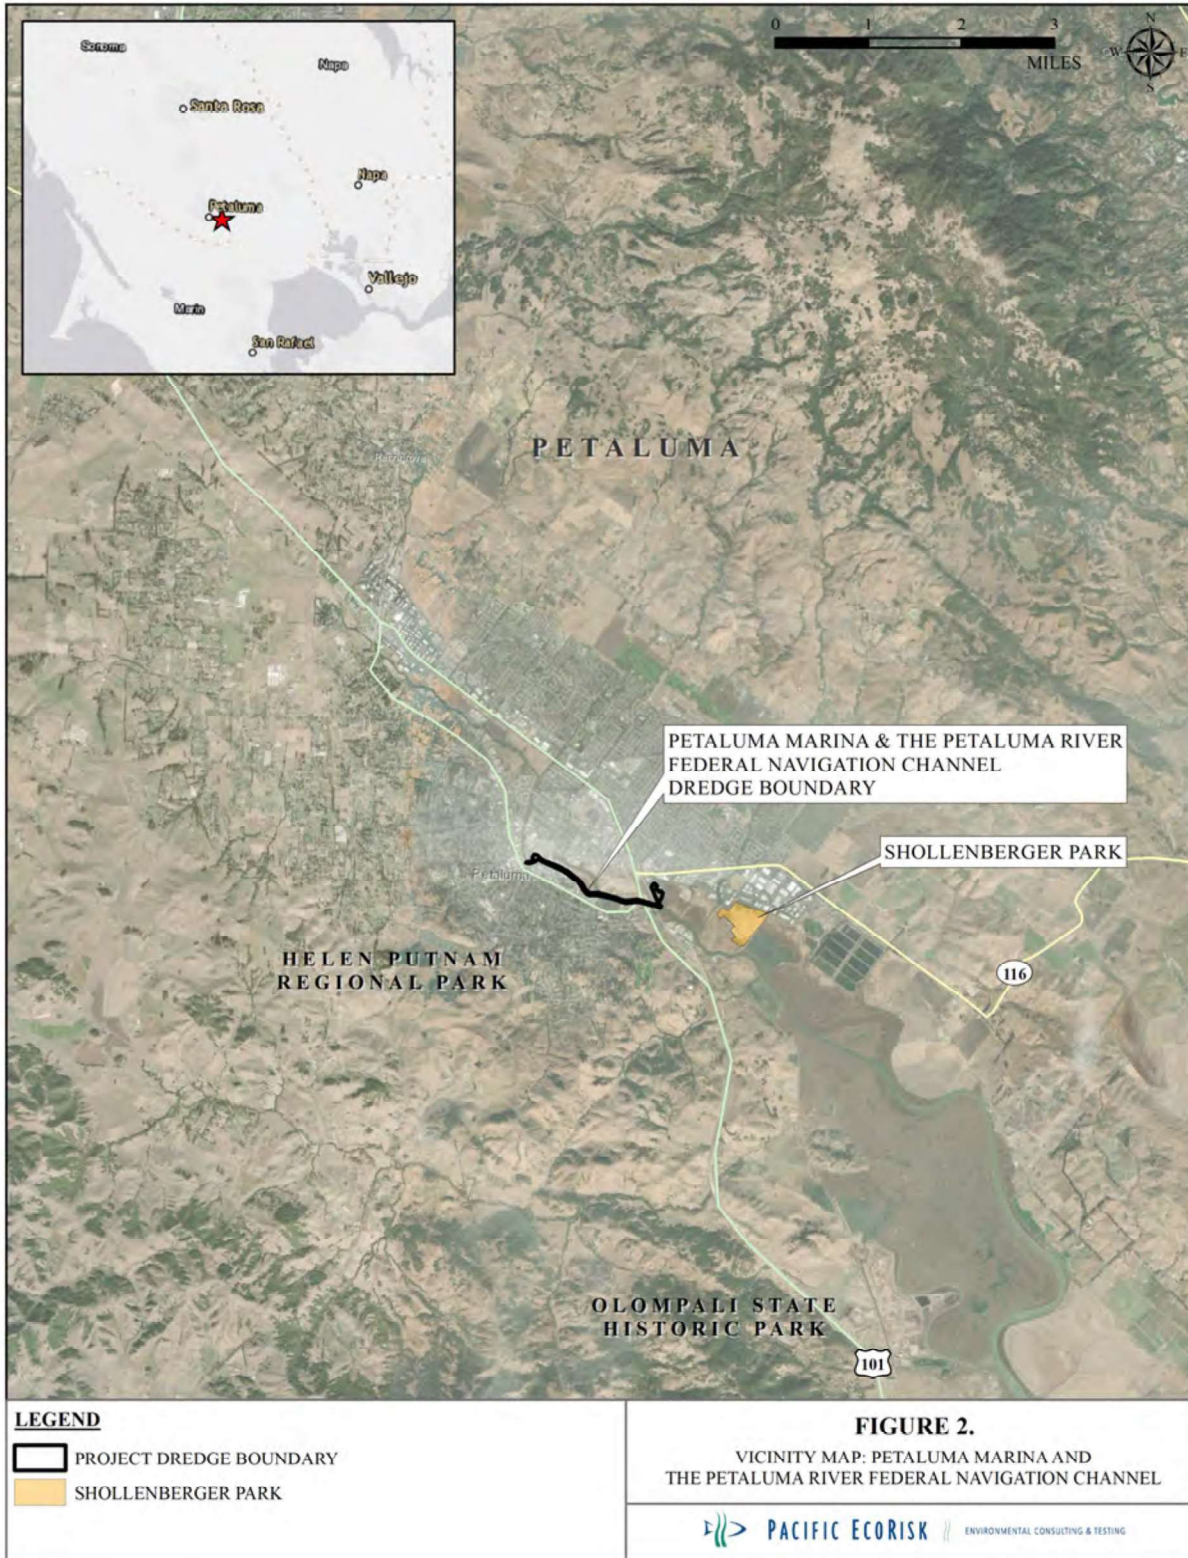 0 1 2 3
MILES
N
W E
S
Sonoma
Napa
Santa Rosa
Napa
Petaluma
Vallejo
Marin
San Rafael
PETALUMA
PETALUMA MARINA & THE PETALUMA RIVER
FEDERAL NAVIGATION CHANNEL
DREDGE BOUNDARY
SHOLLENBERGER PARK
Petaluma
HELEN PUTNAM
REGIONAL PARK
116
OLOMPALI STATE
HISTORIC PARK
101
LEGEND
PROJECT DREDGE BOUNDARY
SHOLLENBERGER PARK
FIGURE 2.
VICINITY MAP: PETALUMA MARINA AND
THE PETALUMA RIVER FEDERAL NAVIGATION CHANNEL
PACIFIC ECORISK ENVIRONMENTAL CONSULTING & TESTING